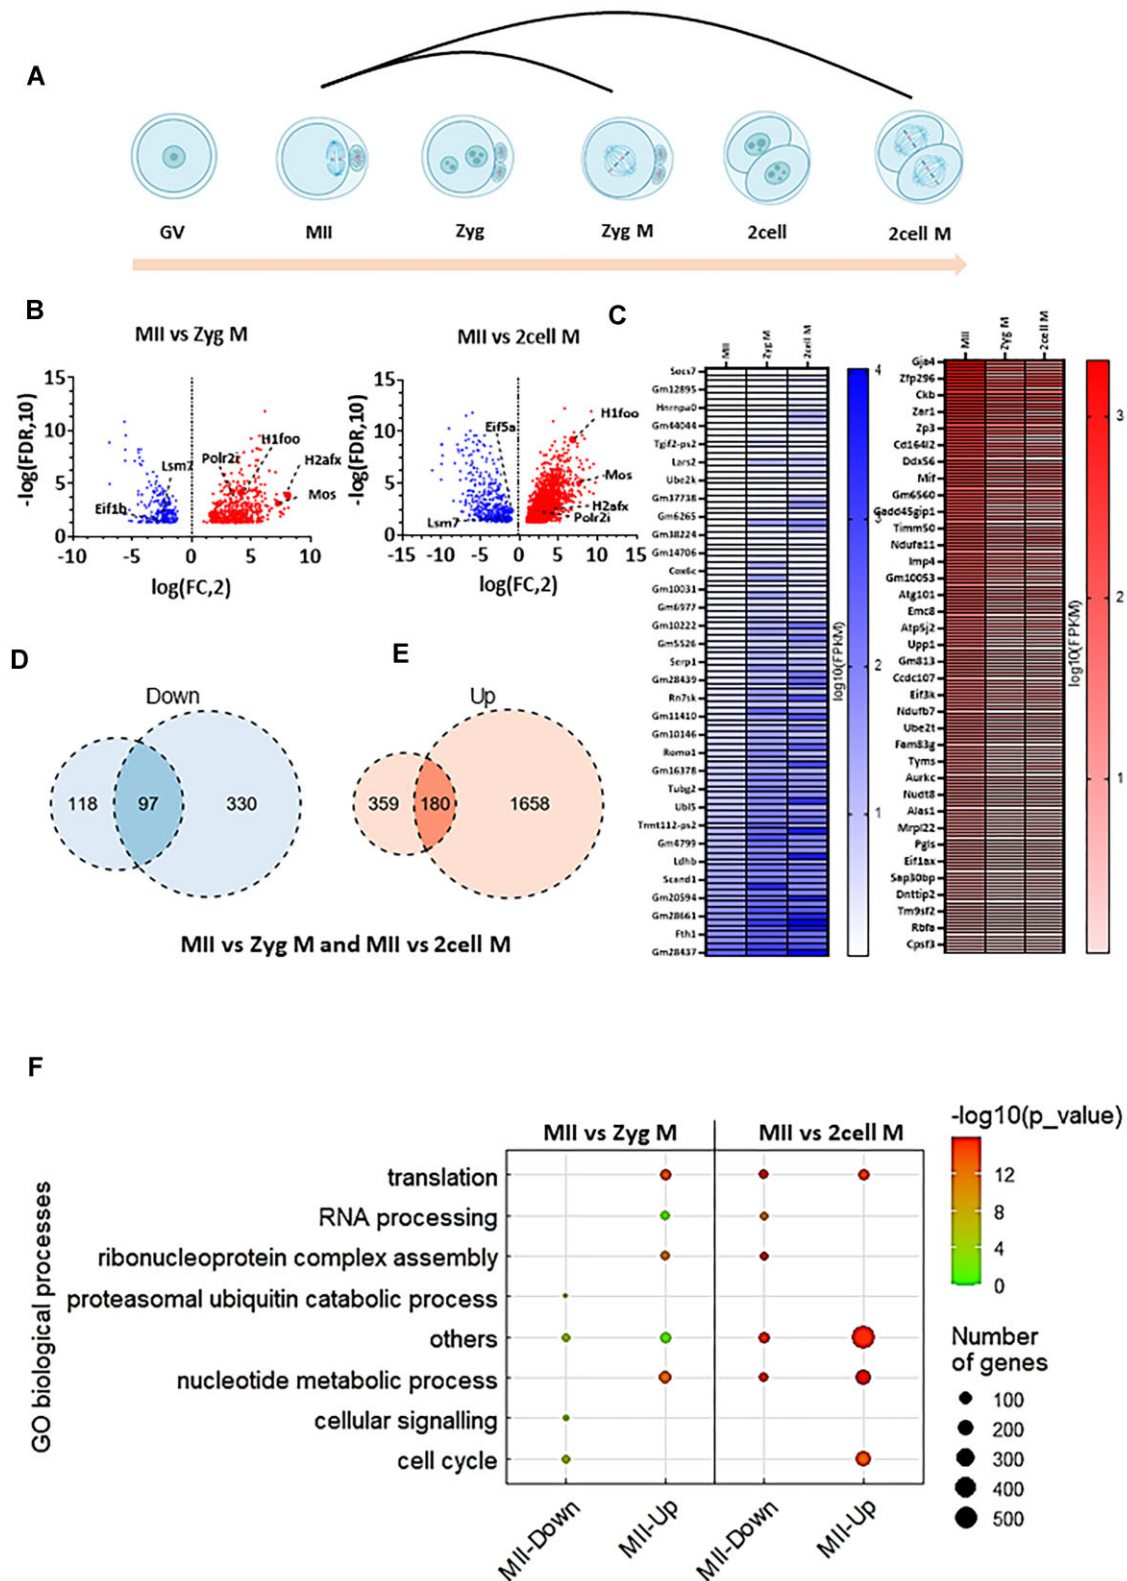 A
GV
MII
Zyg
Zyg M
2cell
2cell M
B
MII vs Zyg M
15
10
5
0
-10
-5
0
5
10
-log(FDR,10)
log(FC,2)
Lsm7
Eif1b
Polr2i
H1foo
H2afx
Mos
MII vs 2cell M
15
10
5
0
-15
-10
-5
0
5
10
15
-log(FDR,10)
log(FC,2)
Eif5a
Lsm7
H1foo
Mos
H2afx
Polr2i
C
MII
Zyg M
2cell M
Socs7
Gm12895
Hnrnpa0
Gm44044
Tgif2-ps2
Lars2
Ube2k
Gm37738
Gm6265
Gm38224
Gm14706
Cox6c
Gm10031
Gm6977
Gm10222
Gm5526
Serp1
Gm28439
Rn7sk
Gm11410
Gm10146
Romo1
Gm16378
Tubg2
Ubl5
Trmt112-ps2
Gm4799
Ldhb
Scand1
Gm20594
Gm28661
Fth1
Gm28437
4
3
2
1
log10(FPKM)
MII
Zyg M
2cell M
Gja4
Zfp296
Ckb
Zar1
Zp3
Cd164l2
Ddx56
Mif
Gm6560
Gadd45gip1
Timm50
Ndufa11
Imp4
Gm10053
Atg101
Emc8
Atp5j2
Upp1
Gm813
Ccdc107
Eif3k
Ndufb7
Ube2t
Fam83g
Tyms
Aurkc
Nudt8
Alas1
Mrpl22
Pgls
Eif1ax
Sap30bp
Dnttip2
Tm9sf2
Rbfa
Cpsf3
3
2
1
log10(FPKM)
D
Down
118
97
330
E
Up
359
180
1658
MII vs Zyg M and MII vs 2cell M
F
MII vs Zyg M
MII vs 2cell M
GO biological processes
translation
RNA processing
ribonucleoprotein complex assembly
proteasomal ubiquitin catabolic process
others
nucleotide metabolic process
cellular signalling
cell cycle
MII-Down
MII-Up
MII-Down
MII-Up
-log10(p_value)
12
8
4
0
Number
of genes
100
200
300
400
500